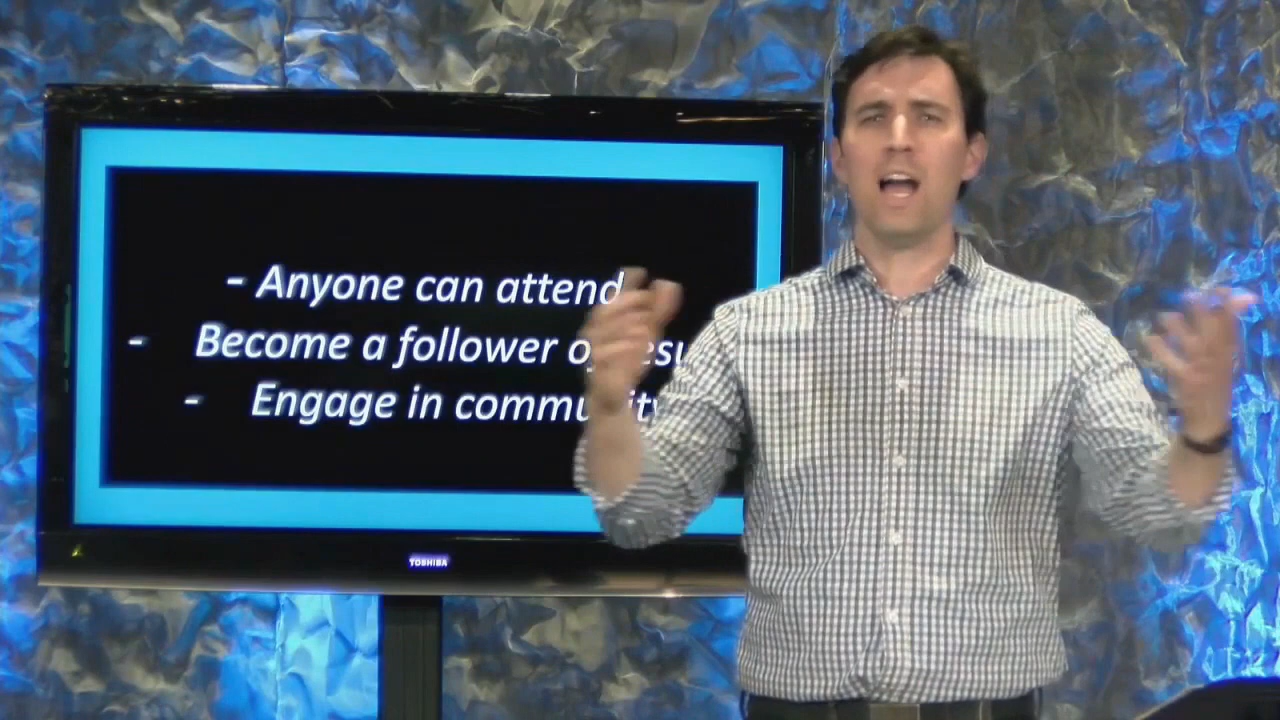 - Anyone can attend
- Become a follower
- Engage in
TOSHIBA